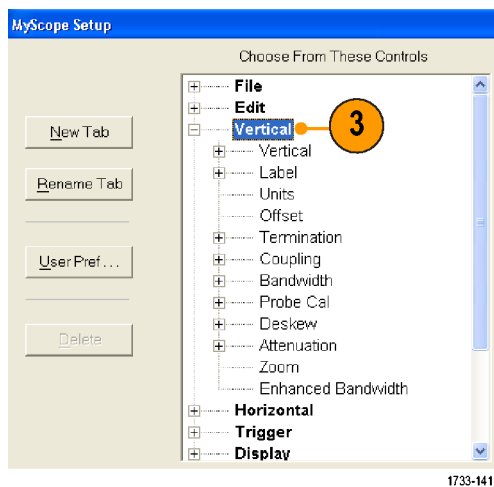 MyScope Setup
Choose From These Controls
File
Edit
Vertical
3
Vertical
Label
Units
Offset
Termination
Coupling
Bandwidth
Probe Cal
Deskew
Attenuation
Zoom
Enhanced Bandwidth
Horizontal
Trigger
Display
New Tab
Rename Tab
User Pref . . .
Delete
1733-141